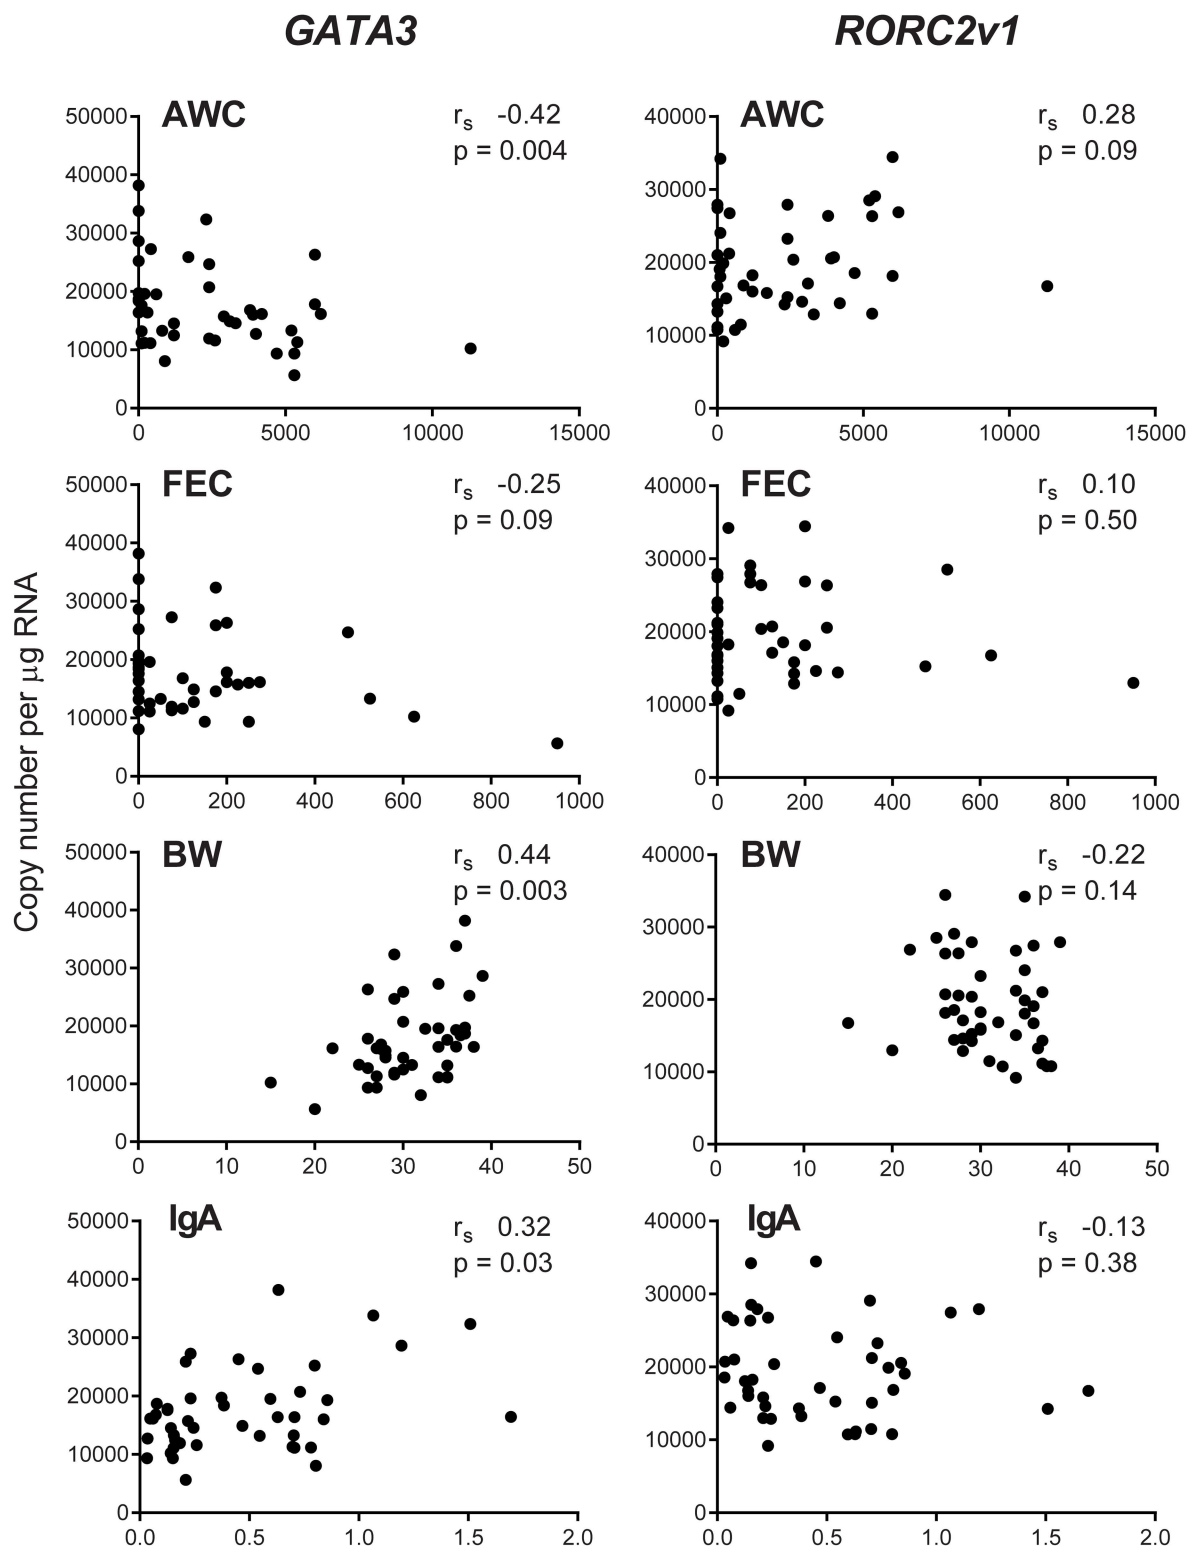 GATA3 RORC2v1
Copy number per µg RNA
AWC
r_s -0.42
p = 0.004
50000
40000
30000
20000
10000
0
0 5000 10000 15000
AWC
r_s 0.28
p = 0.09
40000
30000
20000
10000
0
0 5000 10000 15000
FEC
r_s -0.25
p = 0.09
50000
40000
30000
20000
10000
0
0 200 400 600 800 1000
FEC
r_s 0.10
p = 0.50
40000
30000
20000
10000
0
0 200 400 600 800 1000
BW
r_s 0.44
p = 0.003
50000
40000
30000
20000
10000
0
0 10 20 30 40 50
BW
r_s -0.22
p = 0.14
40000
30000
20000
10000
0
0 10 20 30 40 50
IgA
r_s 0.32
p = 0.03
50000
40000
30000
20000
10000
0
0.0 0.5 1.0 1.5 2.0
IgA
r_s -0.13
p = 0.38
40000
30000
20000
10000
0
0.0 0.5 1.0 1.5 2.0